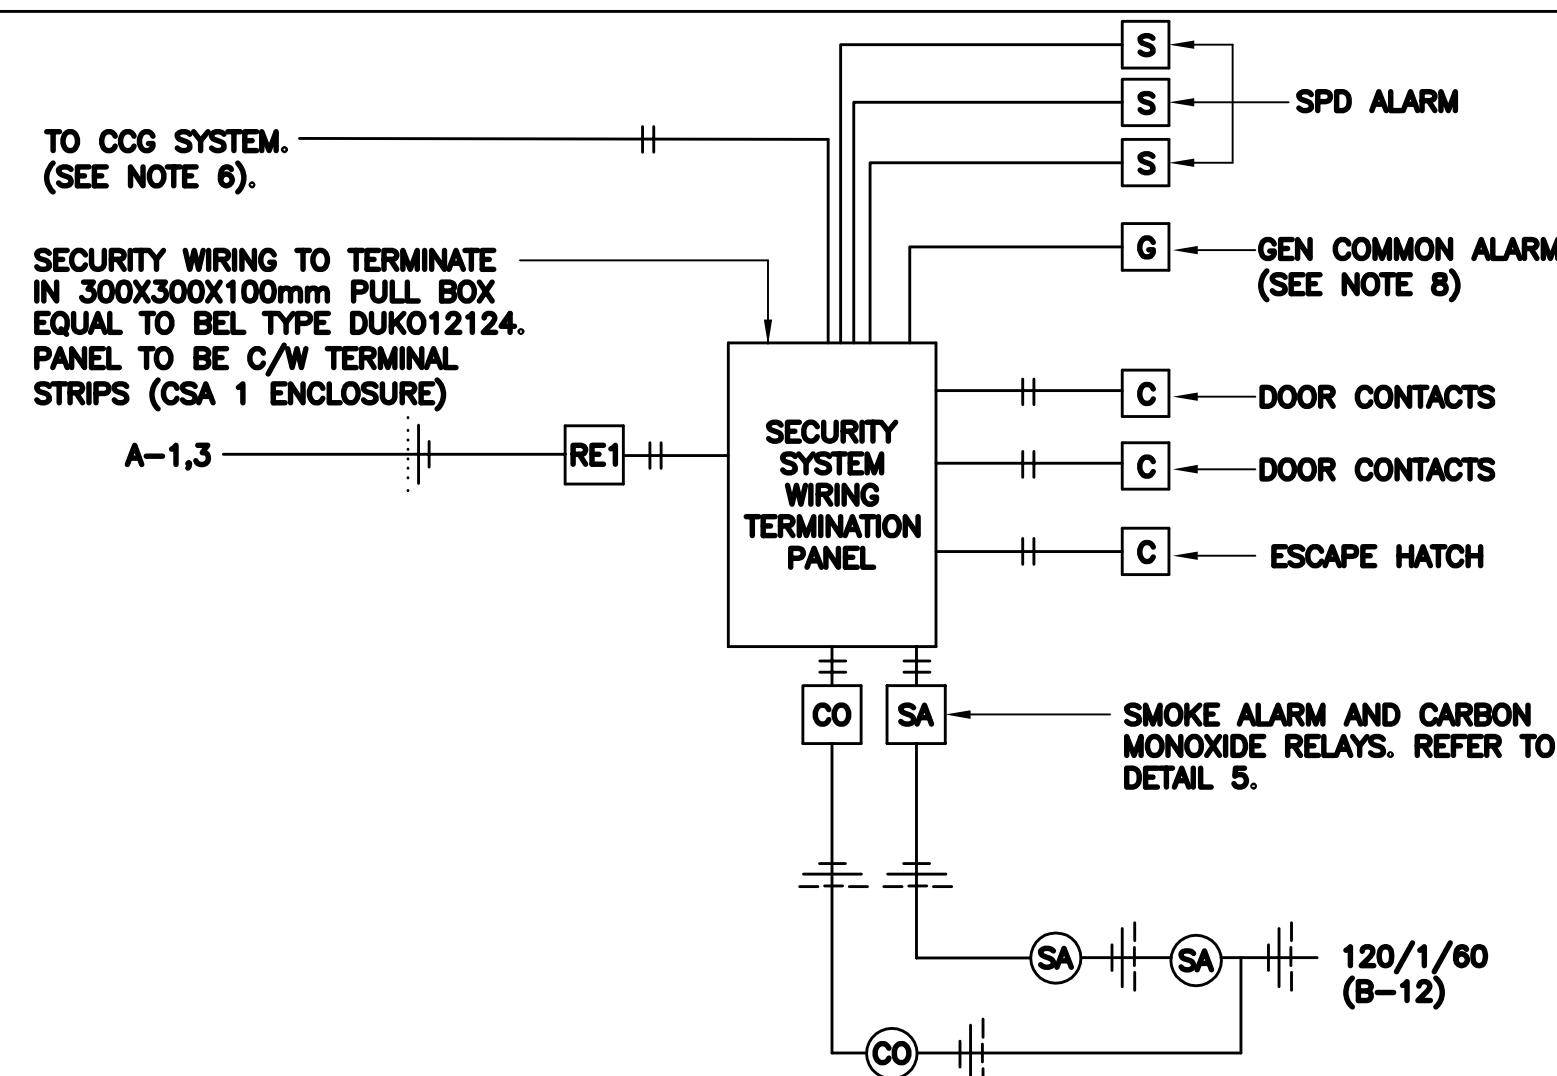 S
S
SPD ALARM
S
TO CCG SYSTEM.
(SEE NOTE 6).
G
GEN COMMON ALARM
(SEE NOTE 8)
SECURITY WIRING TO TERMINATE
IN 300X300X100mm PULL BOX
EQUAL TO BEL TYPE DUKO12124.
PANEL TO BE C/W TERMINAL
STRIPS (CSA 1 ENCLOSURE)
A-1,3
RE1
SECURITY
SYSTEM
WIRING
TERMINATION
PANEL
C
DOOR CONTACTS
C
DOOR CONTACTS
C
ESCAPE HATCH
CO
SA
SMOKE ALARM AND CARBON
MONOXIDE RELAYS. REFER TO
DETAIL 5.
SA
SA
120/1/60
(B-12)
CO